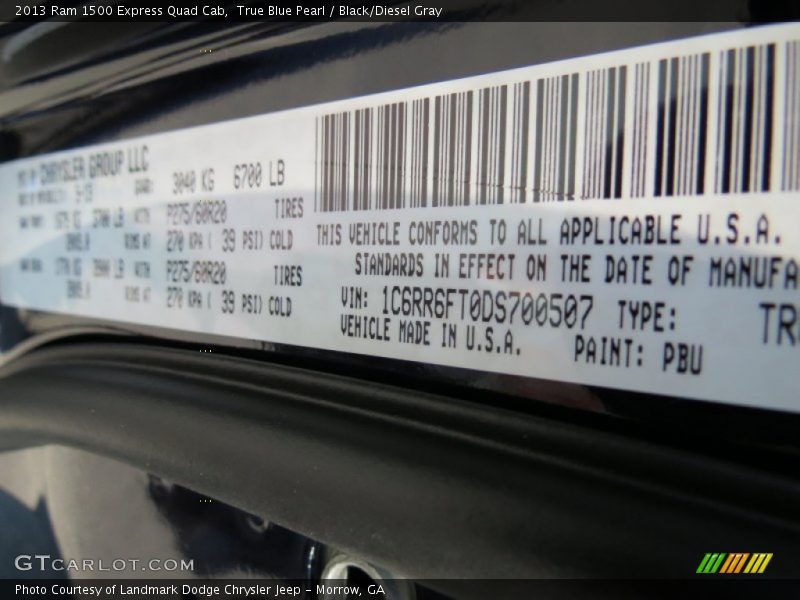 2013 Ram 1500 Express Quad Cab, True Blue Pearl / Black/Diesel Gray
CHRYSLER GROUP LLC
3040 KG 6700 LB
P275/60R20 TIRES
270 KPA ( 39 PSI) COLD
P275/60R20 TIRES
270 KPA ( 39 PSI) COLD
THIS VEHICLE CONFORMS TO ALL APPLICABLE U.S.A.
STANDARDS IN EFFECT ON THE DATE OF MANUFA
VIN: 1C6RR6FT0DS700507 TYPE: TR
VEHICLE MADE IN U.S.A. PAINT: PBU
GTCARLOT.COM
Photo Courtesy of Landmark Dodge Chrysler Jeep – Morrow, GA